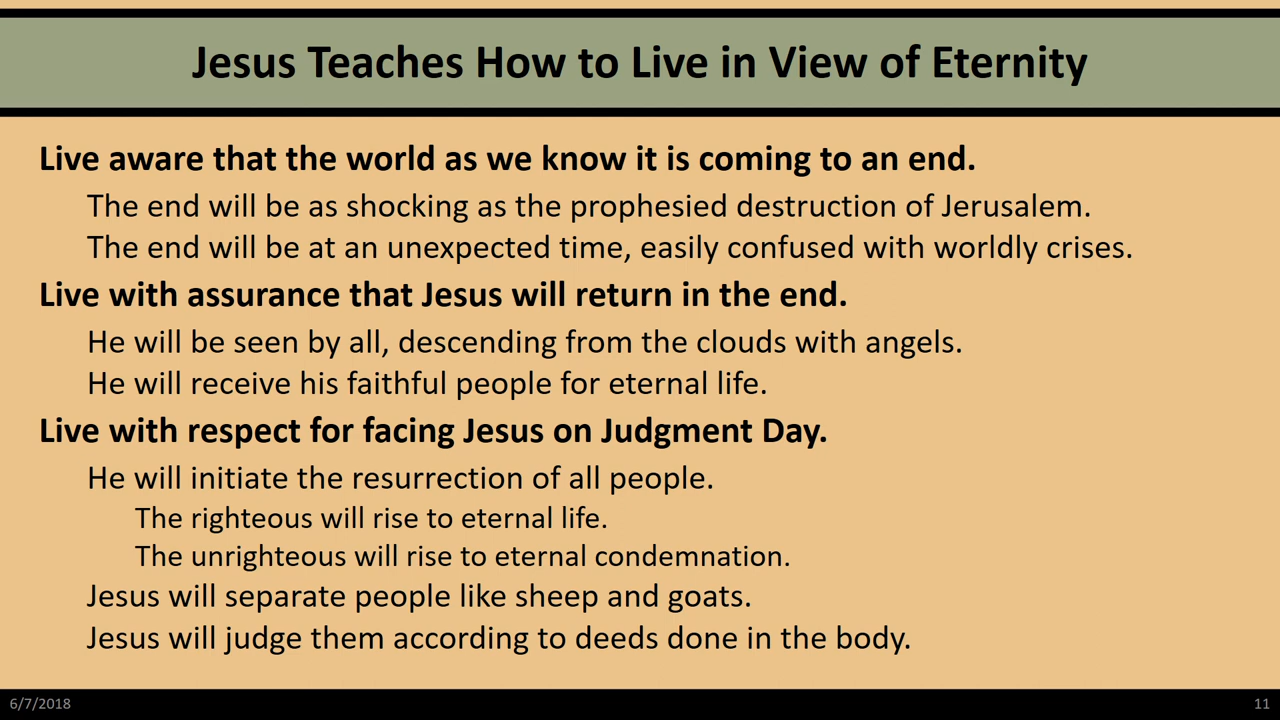 Jesus Teaches How to Live in View of Eternity
Live aware that the world as we know it is coming to an end.
The end will be as shocking as the prophesied destruction of Jerusalem.
The end will be at an unexpected time, easily confused with worldly crises.
Live with assurance that Jesus will return in the end.
He will be seen by all, descending from the clouds with angels.
He will receive his faithful people for eternal life.
Live with respect for facing Jesus on Judgment Day.
He will initiate the resurrection of all people.
The righteous will rise to eternal life.
The unrighteous will rise to eternal condemnation.
Jesus will separate people like sheep and goats.
Jesus will judge them according to deeds done in the body.
6/7/2018
11